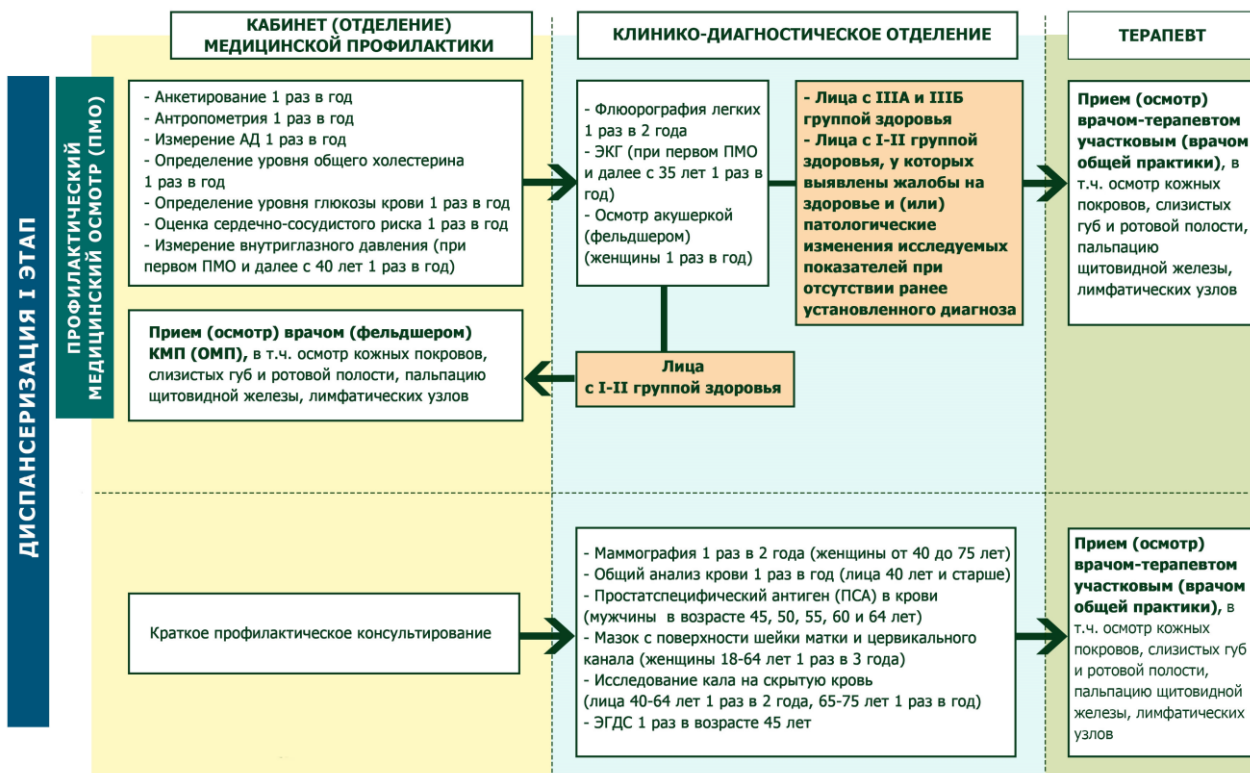 КАБИНЕТ (ОТДЕЛЕНИЕ)
МЕДИЦИНСКОЙ ПРОФИЛАКТИКИ
КЛИНИКО-ДИАГНОСТИЧЕСКОЕ ОТДЕЛЕНИЕ
ТЕРАПЕВТ
ДИСПАНСЕРИЗАЦИЯ I ЭТАП
ПРОФИЛАКТИЧЕСКИЙ
МЕДИЦИНСКИЙ ОСМОТР (ПМО)
- Анкетирование 1 раз в год
- Антропометрия 1 раз в год
- Измерение АД 1 раз в год
- Определение уровня общего холестерина
1 раз в год
- Определение уровня глюкозы крови 1 раз в год
- Оценка сердечно-сосудистого риска 1 раз в год
- Измерение внутриглазного давления (при
первом ПМО и далее с 40 лет 1 раз в год)
- Флюорография легких
1 раз в 2 года
- ЭКГ (при первом ПМО
и далее с 35 лет 1 раз в
год)
- Осмотр акушеркой
(фельдшером)
(женщины 1 раз в год)
- Лица с IIIА и IIIБ
группой здоровья
- Лица с I-II группой
здоровья, у которых
выявлены жалобы на
здоровье и (или)
патологические
изменения исследуемых
показателей при
отсутствии ранее
установленного диагноза
Прием (осмотр)
врачом-терапевтом
участковым (врачом
общей практики), в
т.ч. осмотр кожных
покровов, слизистых
губ и ротовой полости,
пальпацию
щитовидной железы,
лимфатических узлов
Прием (осмотр) врачом (фельдшером)
КМП (ОМП), в т.ч. осмотр кожных покровов,
слизистых губ и ротовой полости, пальпацию
щитовидной железы, лимфатических узлов
Лица
с I-II группой здоровья
Краткое профилактическое консультирование
- Маммография 1 раз в 2 года (женщины от 40 до 75 лет)
- Общий анализ крови 1 раз в год (лица 40 лет и старше)
- Простатспецифический антиген (ПСА) в крови
(мужчины в возрасте 45, 50, 55, 60 и 64 лет)
- Мазок с поверхности шейки матки и цервикального
канала (женщины 18-64 лет 1 раз в 3 года)
- Исследование кала на скрытую кровь
(лица 40-64 лет 1 раз в 2 года, 65-75 лет 1 раз в год)
- ЭГДС 1 раз в возрасте 45 лет
Прием (осмотр)
врачом-терапевтом
участковым (врачом
общей практики), в
т.ч. осмотр кожных
покровов, слизистых губ
и ротовой полости,
пальпацию щитовидной
железы, лимфатических
узлов